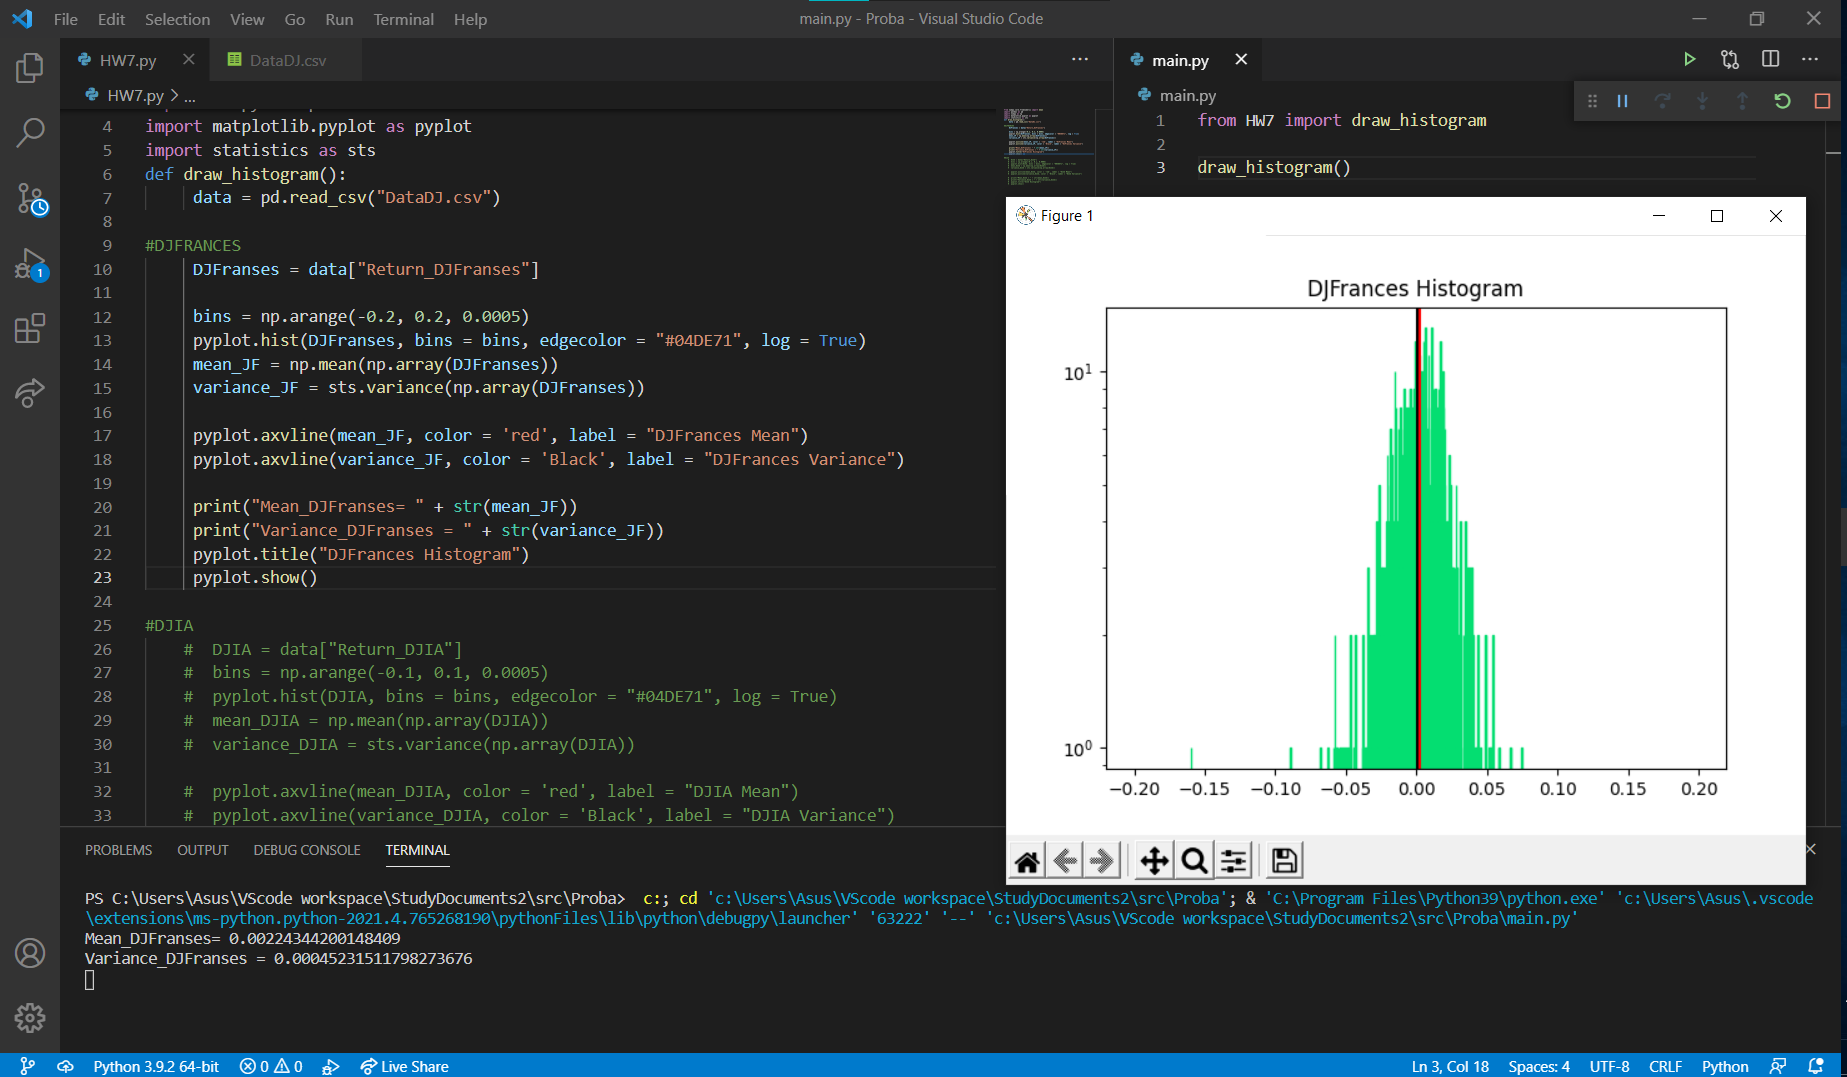 File Edit Selection View Go Run Terminal Help
main.py - Proba - Visual Studio Code
HW7.py
DataDJ.csv
HW7.py > ...
4 import matplotlib.pyplot as pyplot
5 import statistics as sts
6 def draw_histogram():
7 data = pd.read_csv("DataDJ.csv")
8
9 #DJFRANCES
10 DJFranses = data["Return_DJFranses"]
11
12 bins = np.arange(-0.2, 0.2, 0.0005)
13 pyplot.hist(DJFranses, bins = bins, edgecolor = "#04DE71", log = True)
14 mean_JF = np.mean(np.array(DJFranses))
15 variance_JF = sts.variance(np.array(DJFranses))
16
17 pyplot.axvline(mean_JF, color = 'red', label = "DJFrances Mean")
18 pyplot.axvline(variance_JF, color = 'Black', label = "DJFrances Variance")
19
20 print("Mean_DJFranses= " + str(mean_JF))
21 print("Variance_DJFranses = " + str(variance_JF))
22 pyplot.title("DJFrances Histogram")
23 pyplot.show()
24
25 #DJIA
26 # DJIA = data["Return_DJIA"]
27 # bins = np.arange(-0.1, 0.1, 0.0005)
28 # pyplot.hist(DJIA, bins = bins, edgecolor = "#04DE71", log = True)
29 # mean_DJIA = np.mean(np.array(DJIA))
30 # variance_DJIA = sts.variance(np.array(DJIA))
31
32 # pyplot.axvline(mean_DJIA, color = 'red', label = "DJIA Mean")
33 # pyplot.axvline(variance_DJIA, color = 'Black', label = "DJIA Variance")
main.py
main.py
1 from HW7 import draw_histogram
2
3 draw_histogram()
Figure 1
DJFrances Histogram
10¹
10⁰
−0.20 −0.15 −0.10 −0.05 0.00 0.05 0.10 0.15 0.20
1
PROBLEMS OUTPUT DEBUG CONSOLE TERMINAL
PS C:\Users\Asus\VScode workspace\StudyDocuments2\src\Proba> c:; cd 'c:\Users\Asus\VScode workspace\StudyDocuments2\src\Proba'; & 'C:\Program Files\Python39\python.exe' 'c:\Users\Asus\.vscode
\extensions\ms-python.python-2021.4.765268190\pythonFiles\lib\python\debugpy\launcher' '63222' '--' 'c:\Users\Asus\VScode workspace\StudyDocuments2\src\Proba\main.py'
Mean_DJFranses= 0.00224344200148409
Variance_DJFranses = 0.00045231511798273676
Python 3.9.2 64-bit 0 0 Live Share Ln 3, Col 18 Spaces: 4 UTF-8 CRLF Python